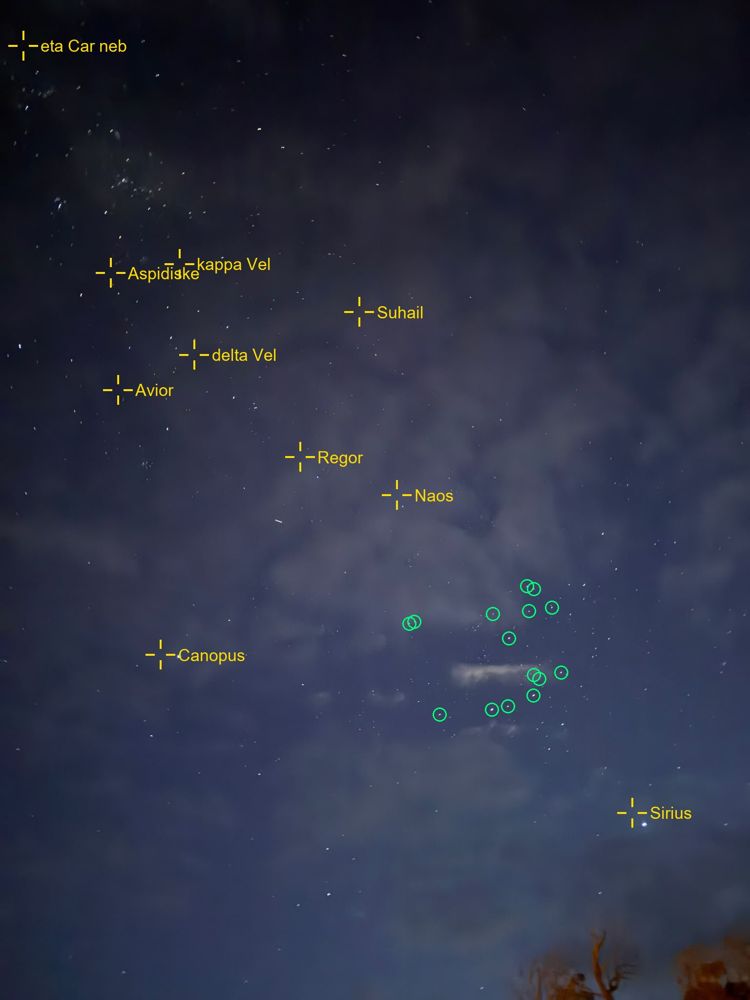 eta Car neb
kappa Vel
Aspidiske
Suhail
delta Vel
Avior
Regor
Naos
Canopus
Sirius